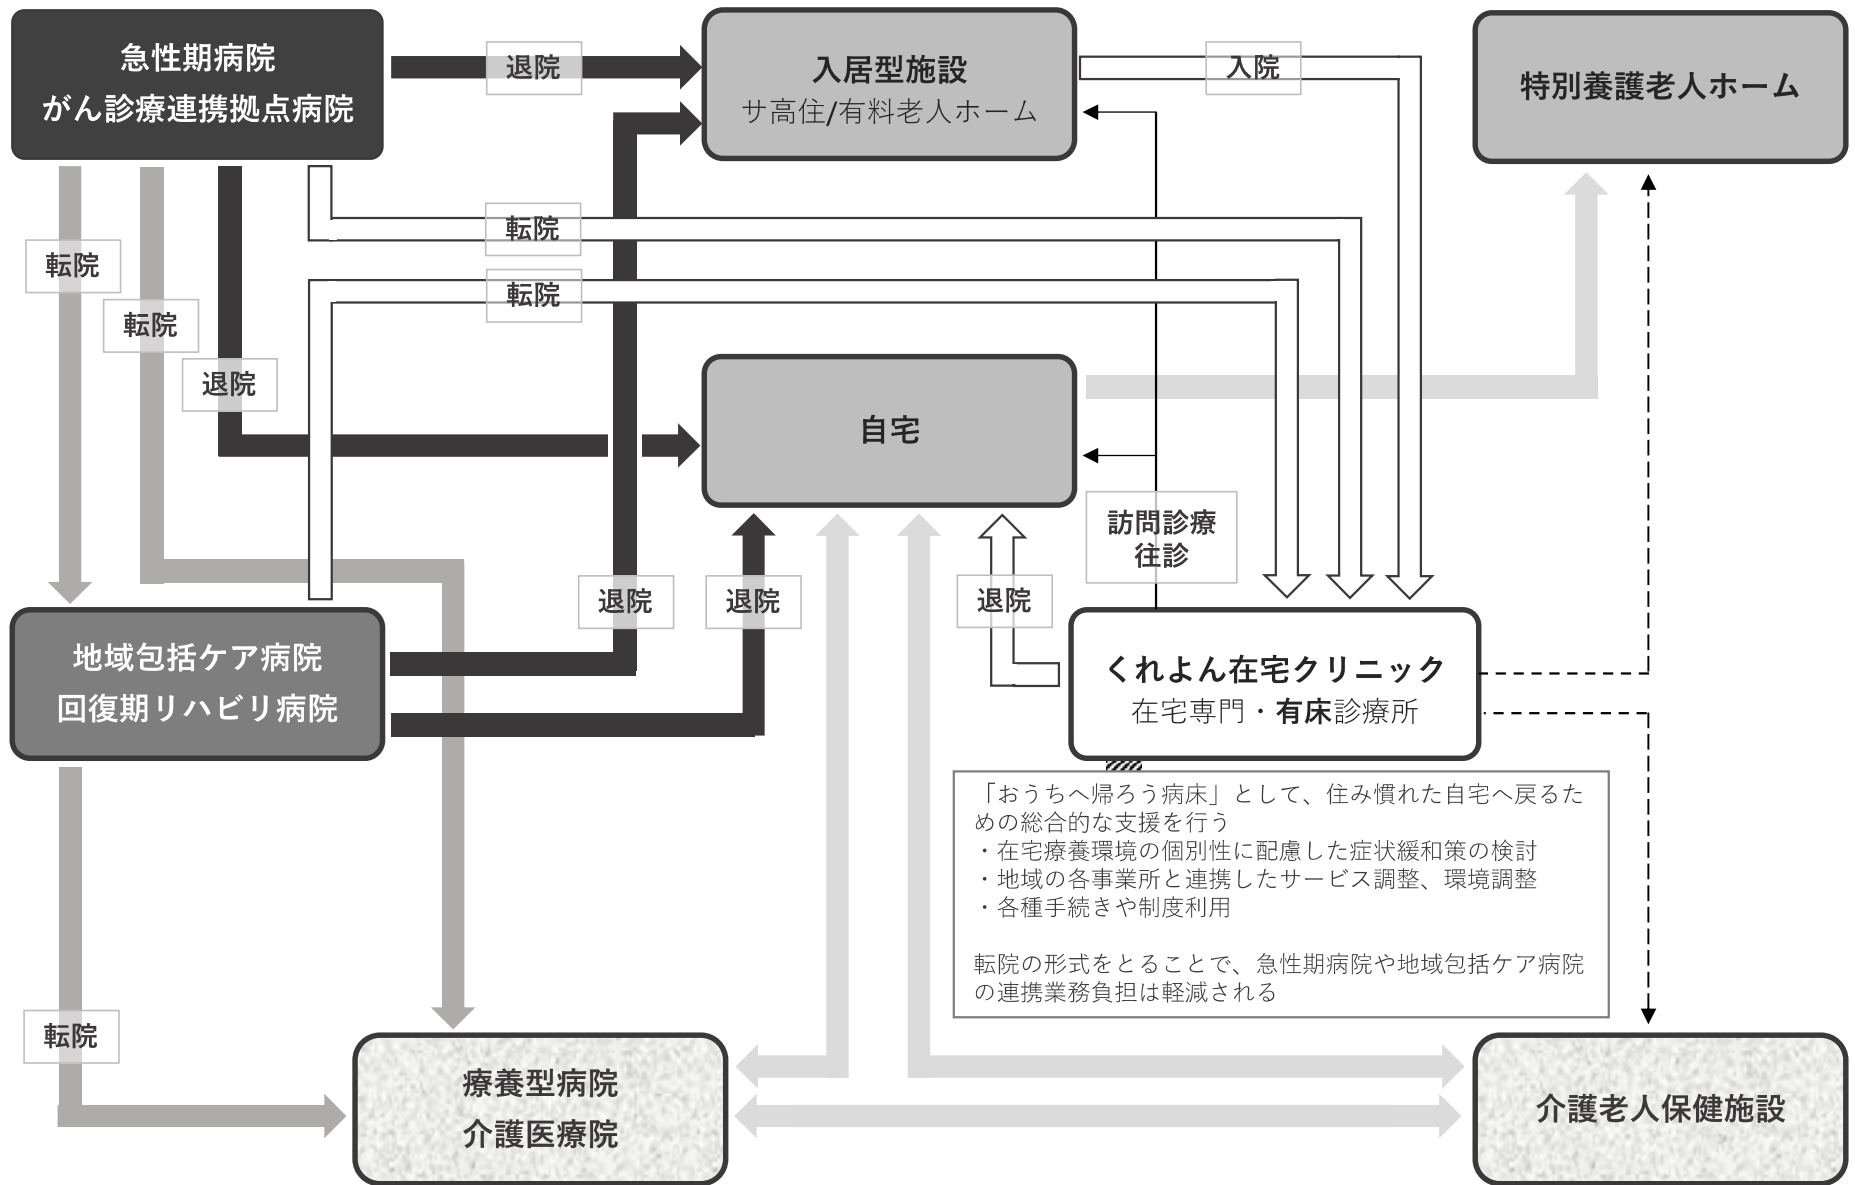 急性期病院
がん診療連携拠点病院
退院
入居型施設
サ高住/有料老人ホーム
入院
特別養護老人ホーム
転院
転院
転院
転院
退院
自宅
訪問診療
往診
退院
退院
退院
地域包括ケア病院
回復期リハビリ病院
くれよん在宅クリニック
在宅専門・有床診療所
「おうちへ帰ろう病床」として、住み慣れた自宅へ戻るた
めの総合的な支援を行う
・在宅療養環境の個別性に配慮した症状緩和策の検討
・地域の各事業所と連携したサービス調整、環境調整
・各種手続きや制度利用
転院の形式をとることで、急性期病院や地域包括ケア病院
の連携業務負担は軽減される
転院
療養型病院
介護医療院
介護老人保健施設